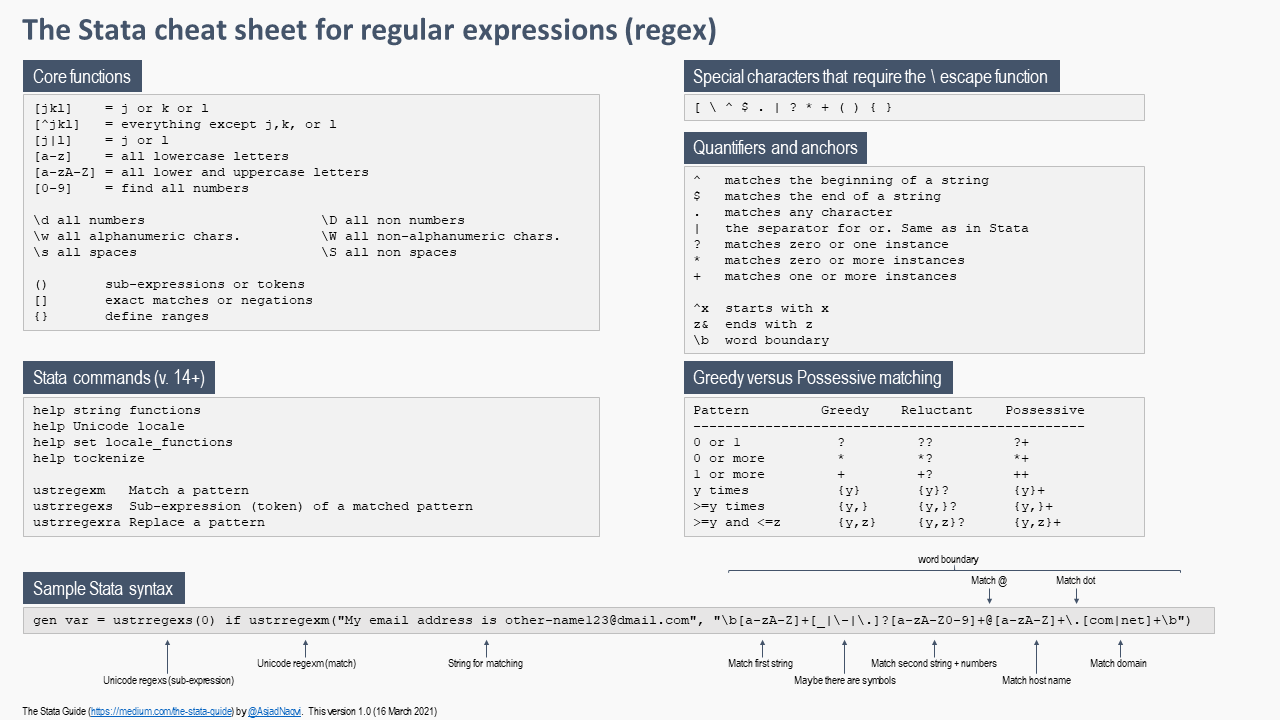 The Stata cheat sheet for regular expressions (regex)
Core functions
[jkl] = j or k or l
[^jkl] = everything except j,k, or l
[j|l] = j or l
[a-z] = all lowercase letters
[a-zA-Z] = all lower and uppercase letters
[0-9] = find all numbers
\d all numbers \D all non numbers
\w all alphanumeric chars. \W all non-alphanumeric chars.
\s all spaces \S all non spaces
() sub-expressions or tokens
[] exact matches or negations
{} define ranges
Special characters that require the \ escape function
[ \ ^ $ . | ? * + ( ) { }
Quantifiers and anchors
^ matches the beginning of a string
$ matches the end of a string
. matches any character
| the separator for or. Same as in Stata
? matches zero or one instance
* matches zero or more instances
+ matches one or more instances
^x starts with x
z& ends with z
\b word boundary
Stata commands (v. 14+)
help string functions
help Unicode locale
help set locale_functions
help tockenize
ustregexm Match a pattern
ustrregexs Sub-expression (token) of a matched pattern
ustrregexra Replace a pattern
Greedy versus Possessive matching
Pattern Greedy Reluctant Possessive
-------------------------------------------------
0 or 1 ? ?? ?+
0 or more * *? *+
1 or more + +? ++
y times {y} {y}? {y}+
>=y times {y,} {y,}? {y,}+
>=y and <=z {y,z} {y,z}? {y,z}+
Sample Stata syntax
word boundary
Match @ Match dot
gen var = ustrregexs(0) if ustrregexm("My email address is other-name123@dmail.com", "\b[a-zA-Z]+[_|\-|\.]?[a-zA-Z0-9]+@[a-zA-Z]+\.[com|net]+\b")
Unicode regexm (match) String for matching Match first string Match second string + numbers Match domain
Unicode regexs (sub-expression) Maybe there are symbols Match host name
The Stata Guide (https://medium.com/the-stata-guide) by @AsjadNaqvi. This version 1.0 (16 March 2021)